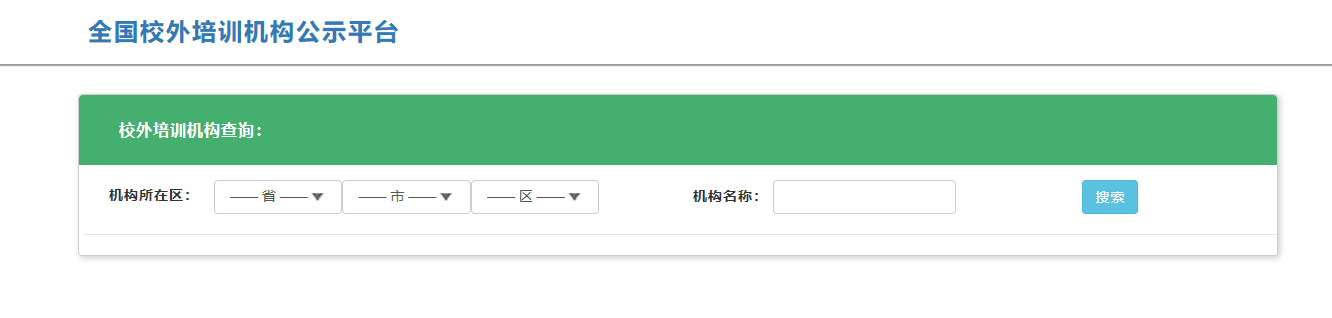 全国校外培训机构公示平台
校外培训机构查询：
机构所在区： —— 省 —— —— 市 —— —— 区 —— 机构名称： 搜索